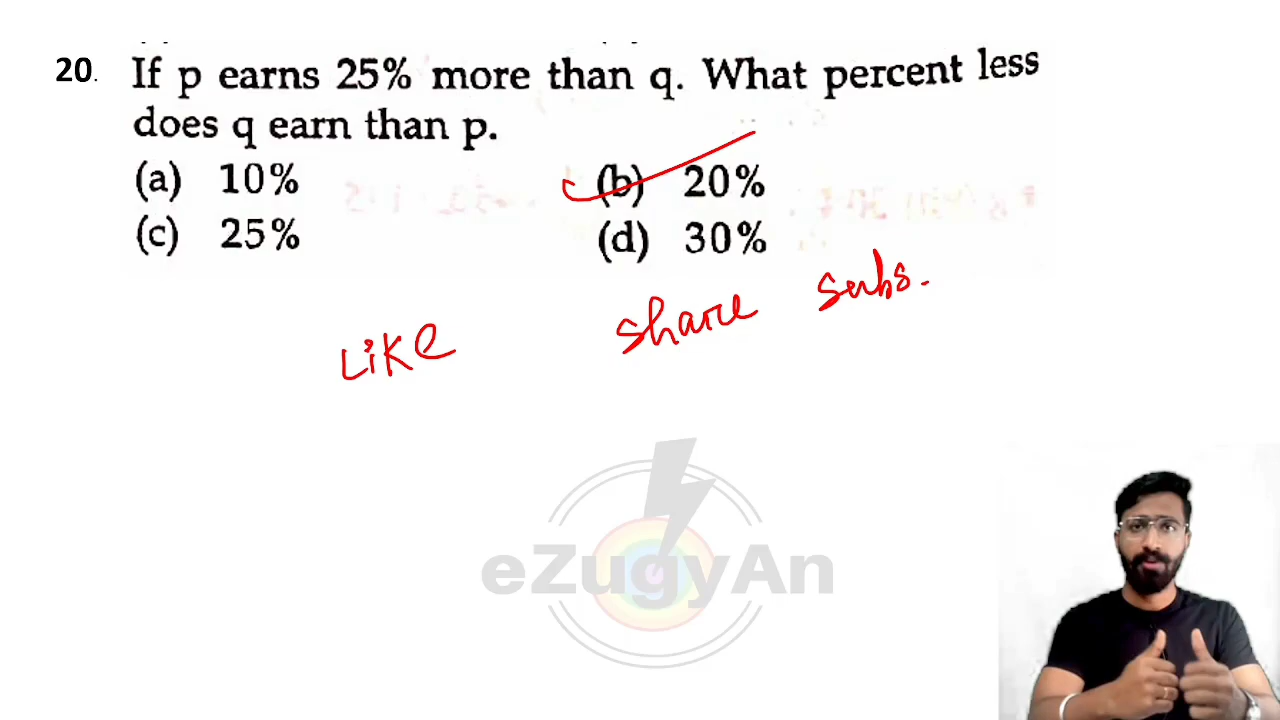 20. If p earns 25% more than q. What percent less
does q earn than p.
(a) 10% (b) 20%
(c) 25% (d) 30%
Like share subs.
eZugyAn